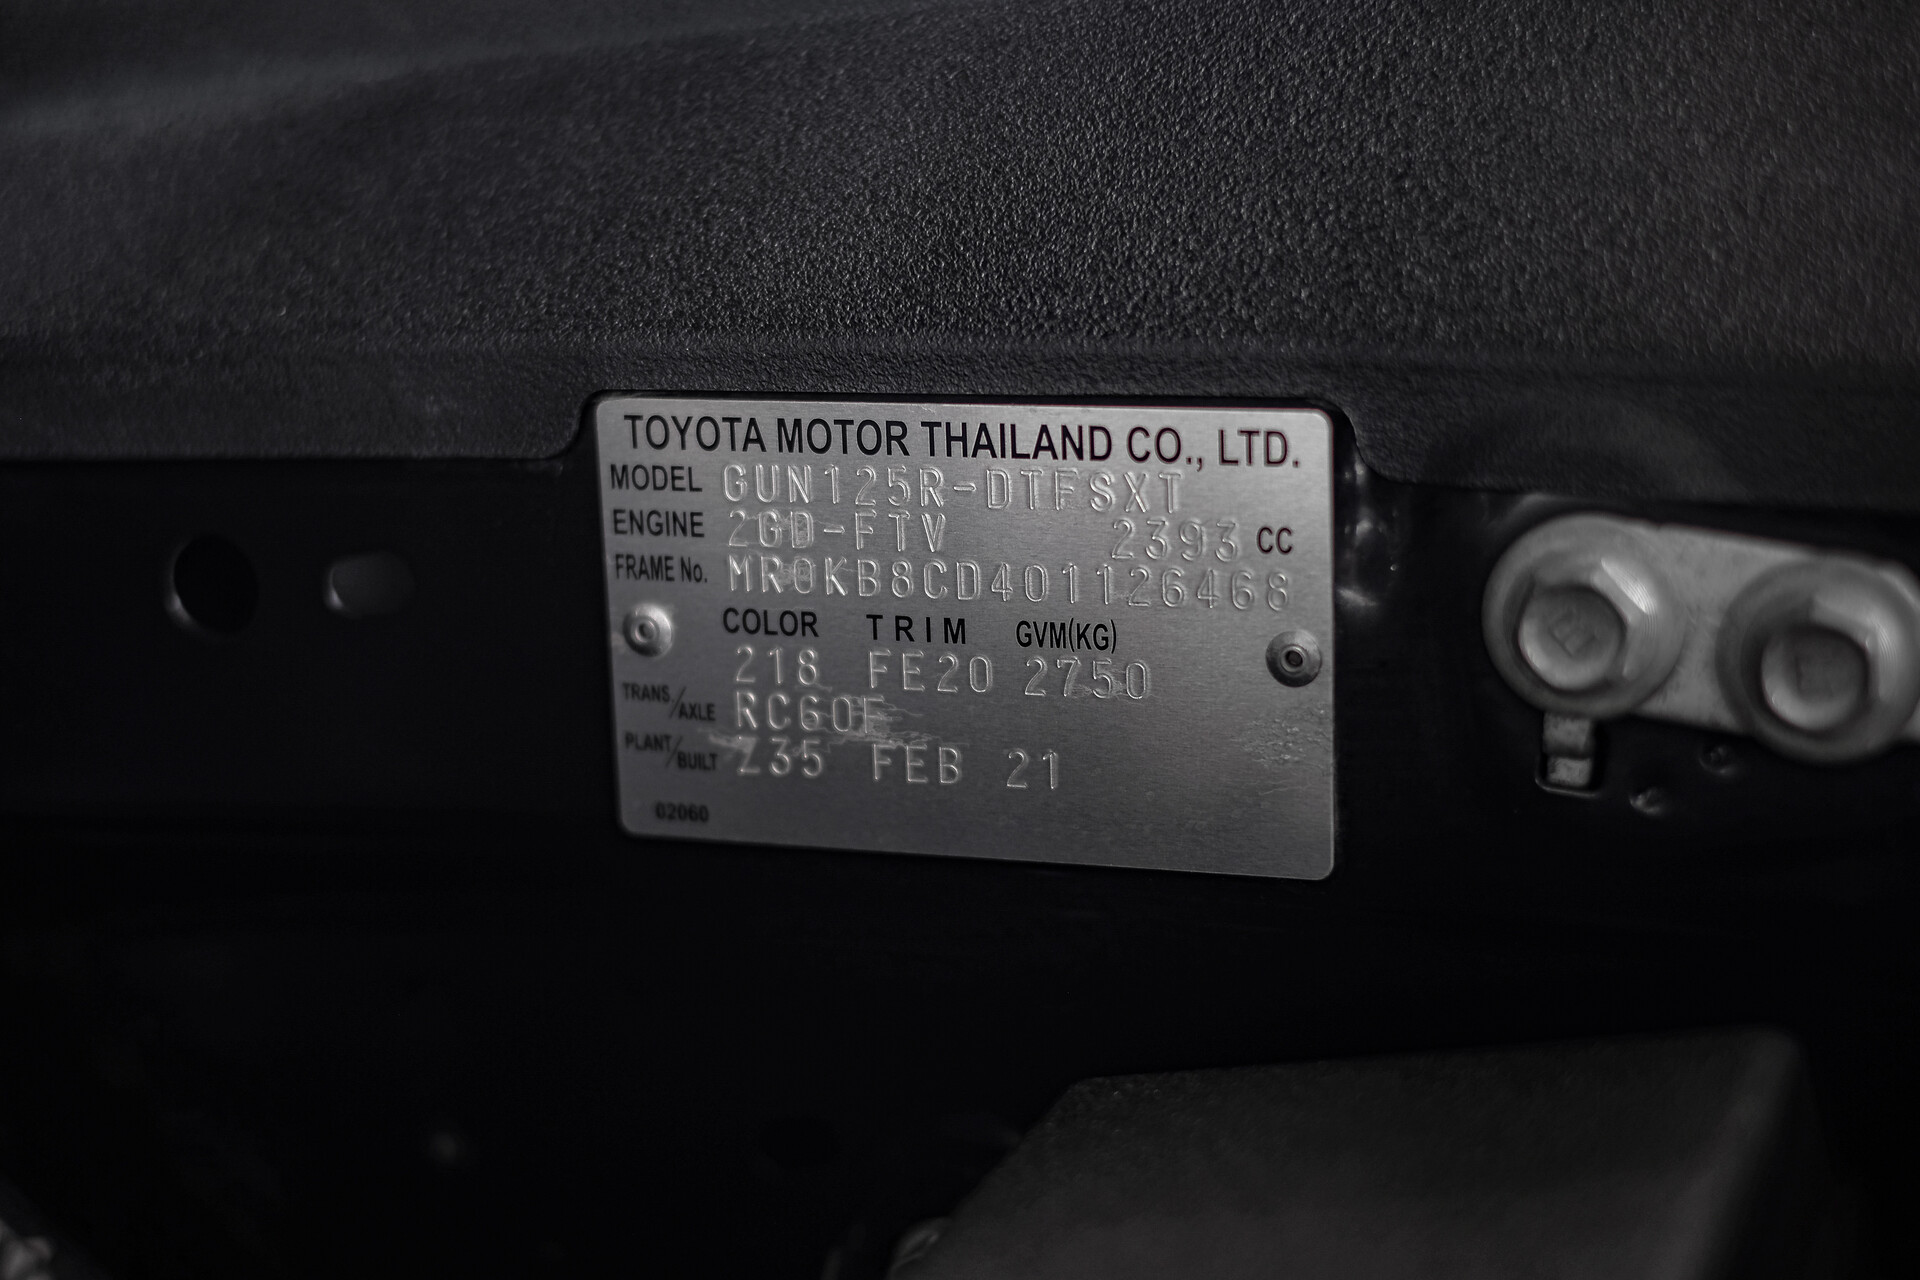 TOYOTA MOTOR THAILAND CO., LTD.
MODEL GUN125R-DTFSXT
ENGINE 2GD-FTV 2393 CC
FRAME No. MR0KB8CD401126468
COLOR TRIM GVM(KG)
218 FE20 2750
TRANS/AXLE RC60F
PLANT/BUILT Z35 FEB 21
02060